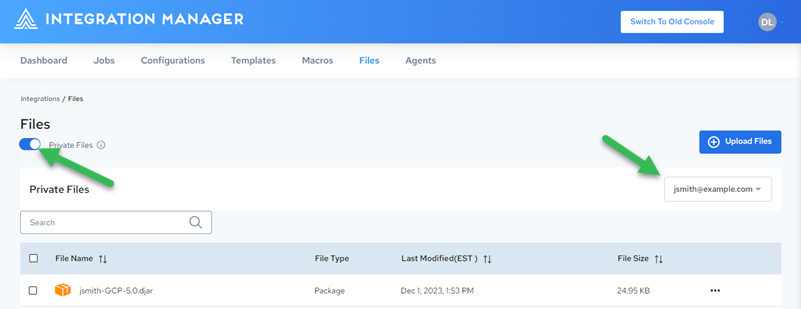 INTEGRATION MANAGER
Switch To Old Console
DL
Dashboard Jobs Configurations Templates Macros Files Agents
Integrations / Files
Files
Private Files
Upload Files
Private Files
jsmith@example.com
Search
File Name File Type Last Modified(EST ) File Size
jsmith-GCP-5.0.djar Package Dec 1, 2023, 1:53 PM 24.95 KB